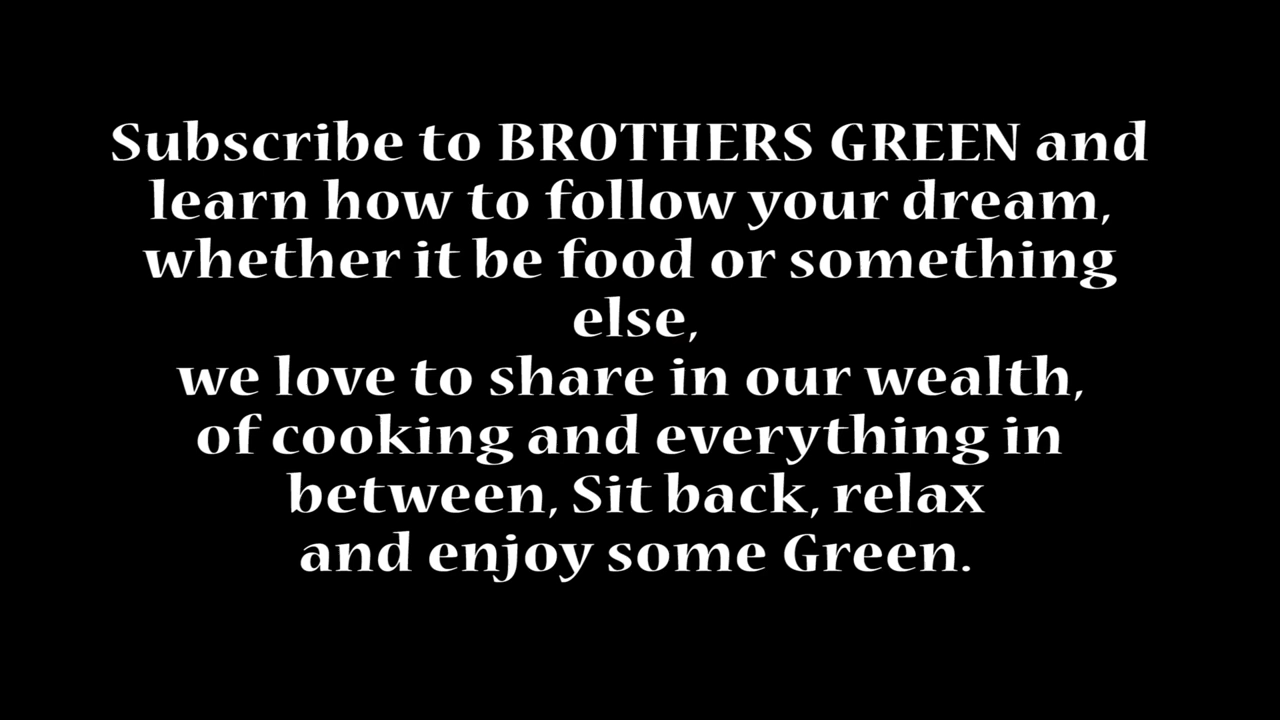 Subscribe to BROTHERS GREEN and
learn how to follow your dream,
whether it be food or something
else,
we love to share in our wealth,
of cooking and everything in
between, Sit back, relax
and enjoy some Green.